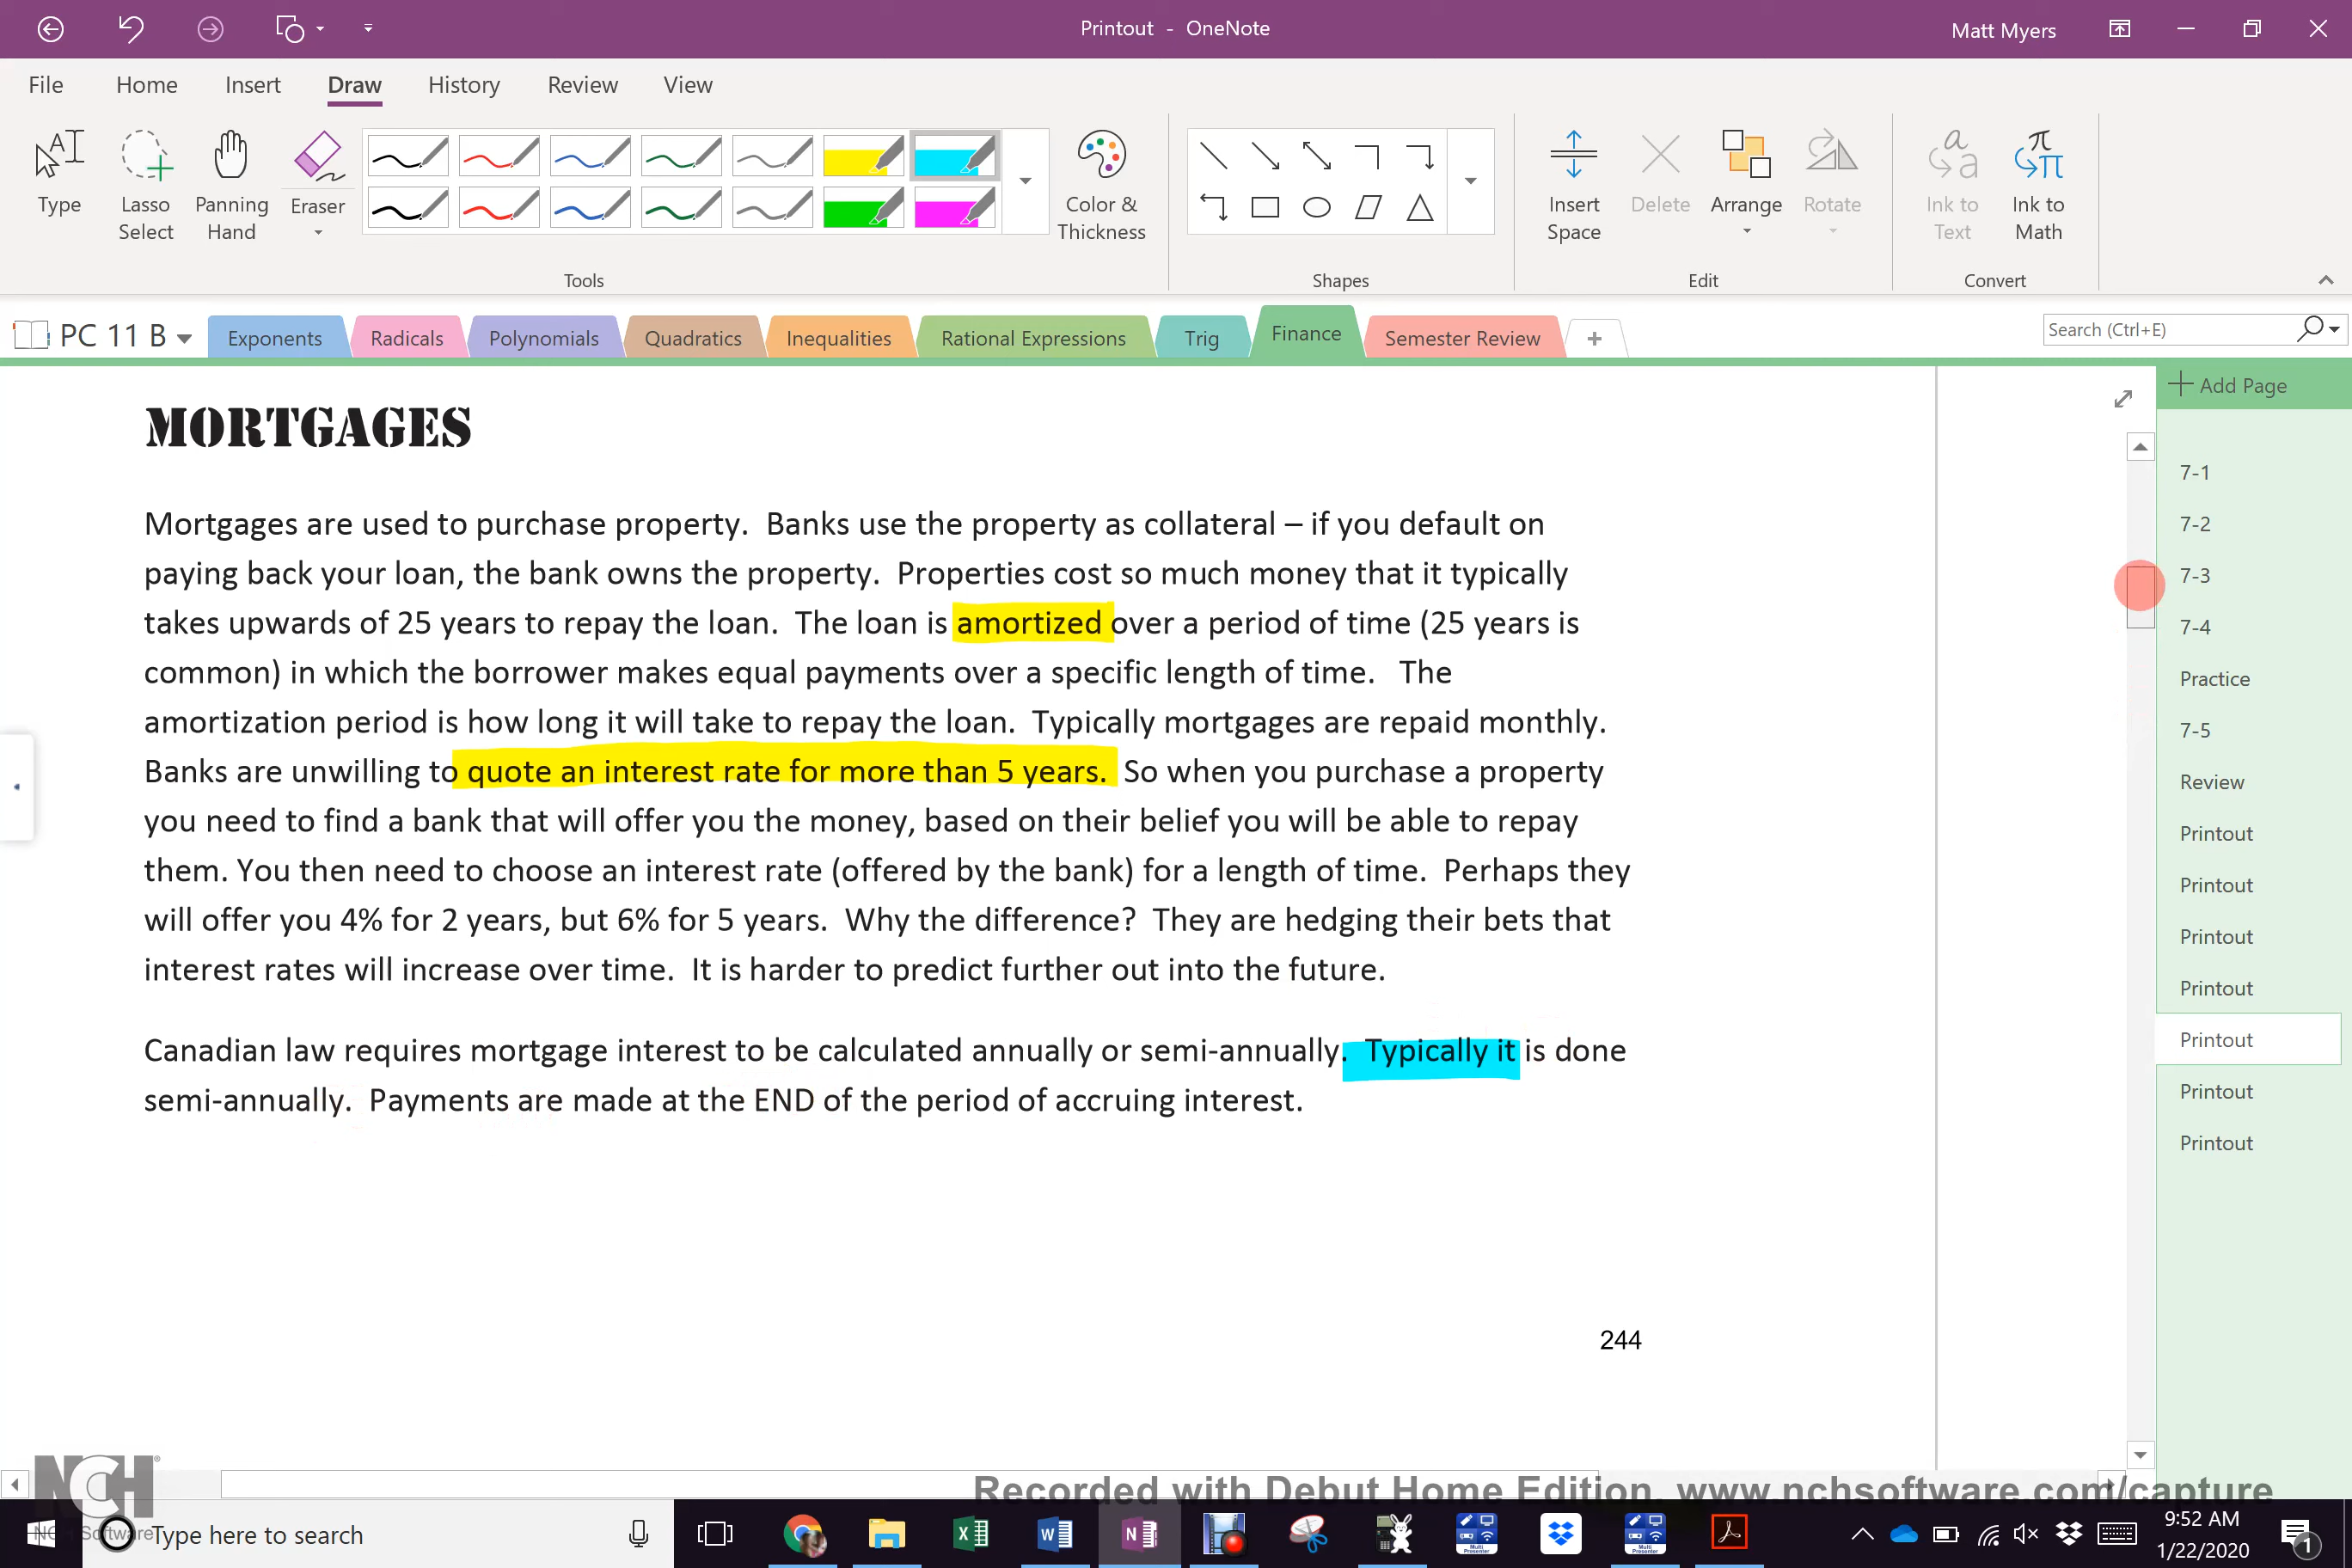 Printout - OneNote
Matt Myers
File Home Insert Draw History Review View
Type
Lasso Select
Panning Hand
Eraser
Color & Thickness
Insert Space
Delete
Arrange
Rotate
Ink to Text
Ink to Math
Tools
Shapes
Edit
Convert
PC 11 B
Exponents Radicals Polynomials Quadratics Inequalities Rational Expressions Trig Finance Semester Review
Search (Ctrl+E)
Add Page
7-1
7-2
7-3
7-4
Practice
7-5
Review
Printout
Printout
Printout
Printout
Printout
Printout
Printout
MORTGAGES
Mortgages are used to purchase property. Banks use the property as collateral – if you default on
paying back your loan, the bank owns the property. Properties cost so much money that it typically
takes upwards of 25 years to repay the loan. The loan is amortized over a period of time (25 years is
common) in which the borrower makes equal payments over a specific length of time. The
amortization period is how long it will take to repay the loan. Typically mortgages are repaid monthly.
Banks are unwilling to quote an interest rate for more than 5 years. So when you purchase a property
you need to find a bank that will offer you the money, based on their belief you will be able to repay
them. You then need to choose an interest rate (offered by the bank) for a length of time. Perhaps they
will offer you 4% for 2 years, but 6% for 5 years. Why the difference? They are hedging their bets that
interest rates will increase over time. It is harder to predict further out into the future.
Canadian law requires mortgage interest to be calculated annually or semi-annually. Typically it is done
semi-annually. Payments are made at the END of the period of accruing interest.
244
NCH®
NCH Software
Recorded with Debut Home Edition. www.nchsoftware.com/capture
Type here to search
9:52 AM
1/22/2020
1